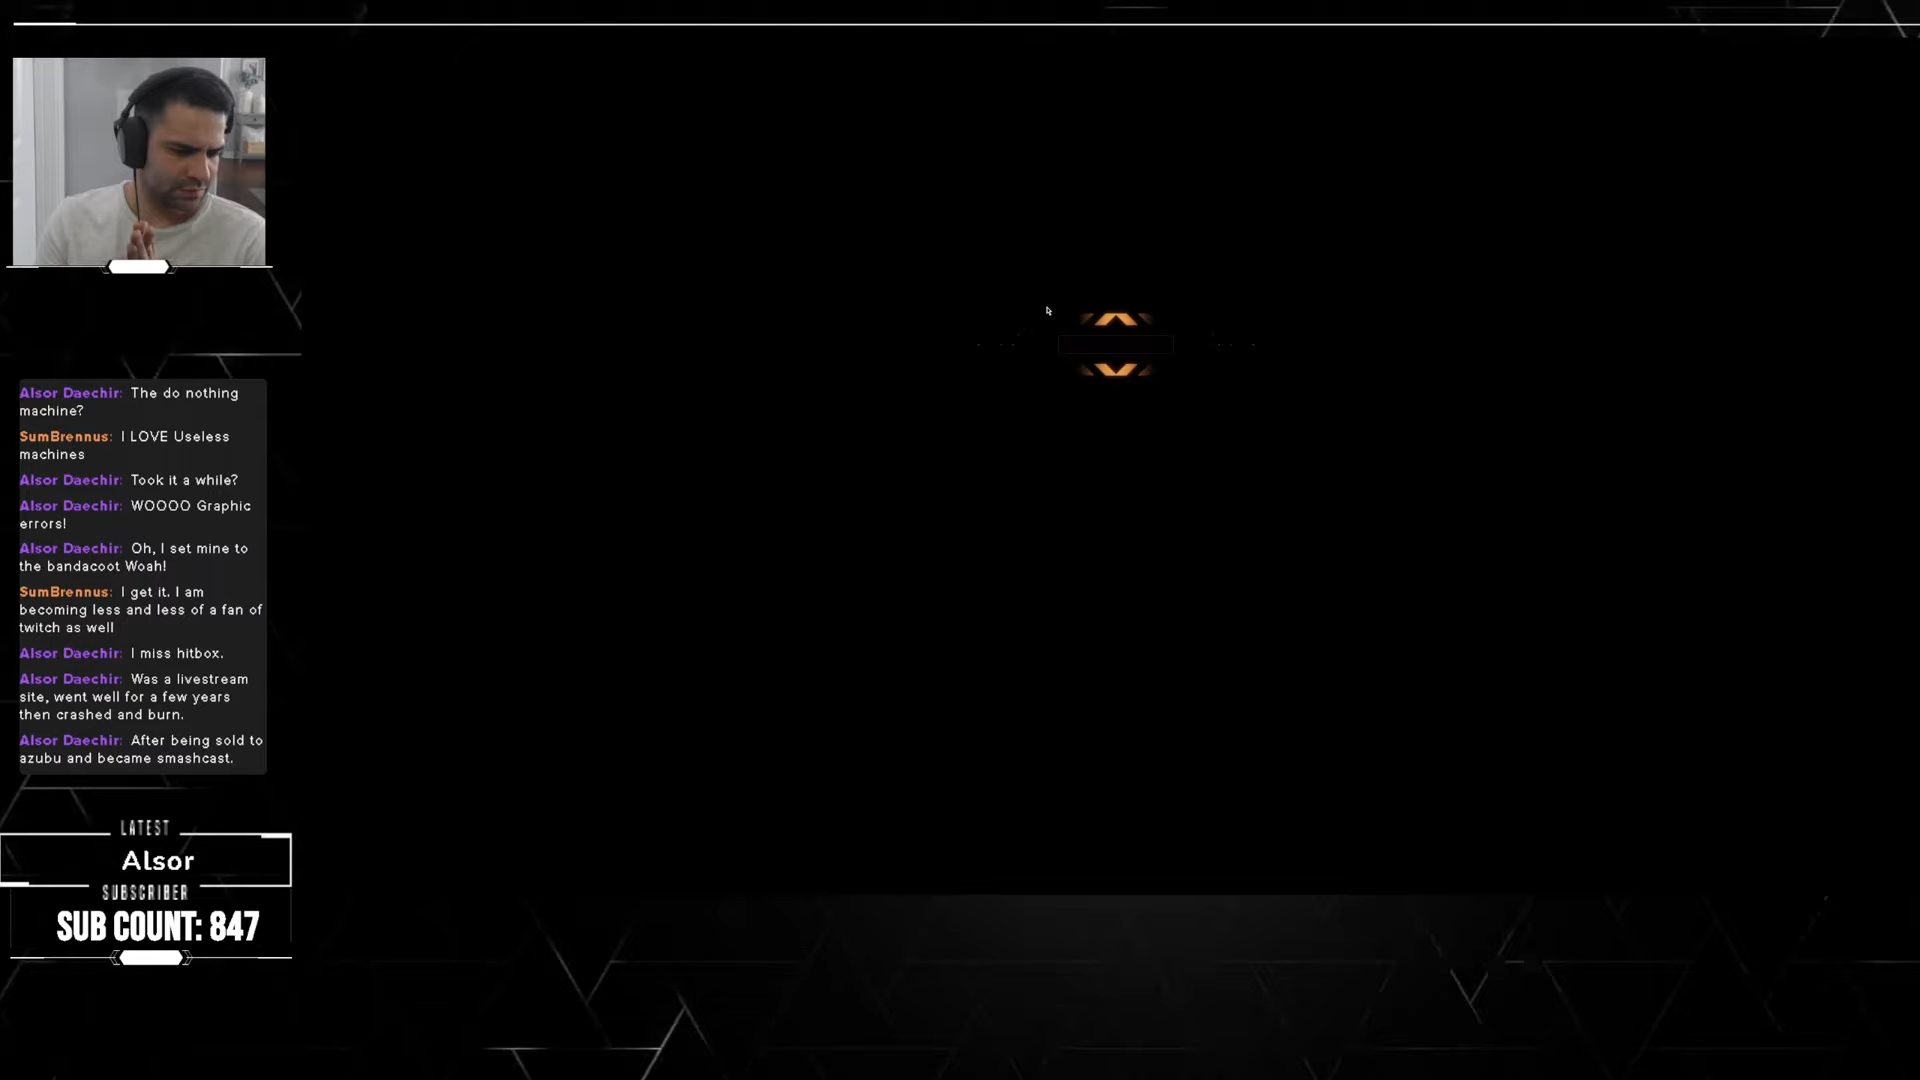 Alsor Daechir: The do nothing
machine?
SumBrennus: I LOVE Useless
machines
Alsor Daechir: Took it a while?
Alsor Daechir: WOOOO Graphic
errors!
Alsor Daechir: Oh, I set mine to
the bandacoot Woah!
SumBrennus: I get it. I am
becoming less and less of a fan of
twitch as well
Alsor Daechir: I miss hitbox.
Alsor Daechir: Was a livestream
site, went well for a few years
then crashed and burn.
Alsor Daechir: After being sold to
azubu and became smashcast.
LATEST
Alsor
SUBSCRIBER
SUB COUNT: 847